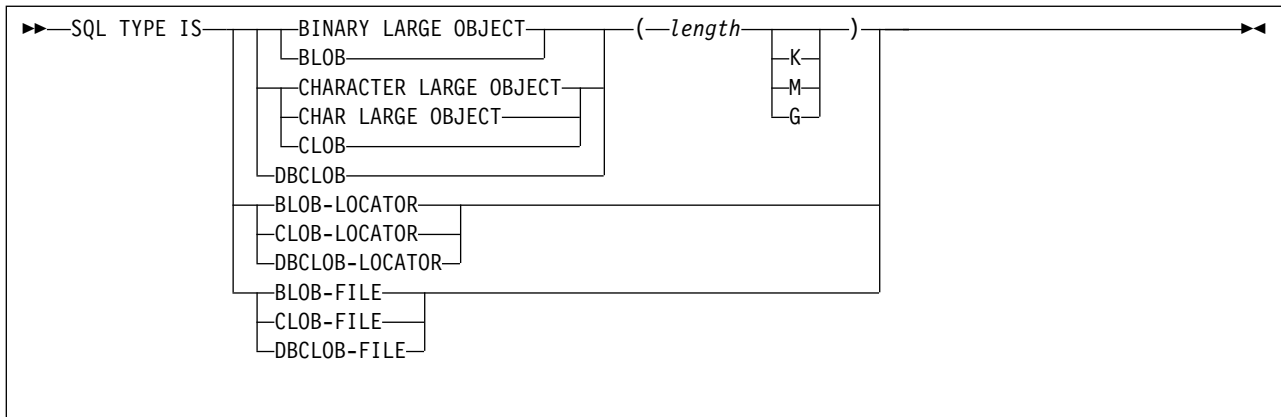 SQL TYPE IS BINARY LARGE OBJECT ( length )
BLOB K
CHARACTER LARGE OBJECT M
CHAR LARGE OBJECT G
CLOB
DBCLOB
BLOB-LOCATOR
CLOB-LOCATOR
DBCLOB-LOCATOR
BLOB-FILE
CLOB-FILE
DBCLOB-FILE